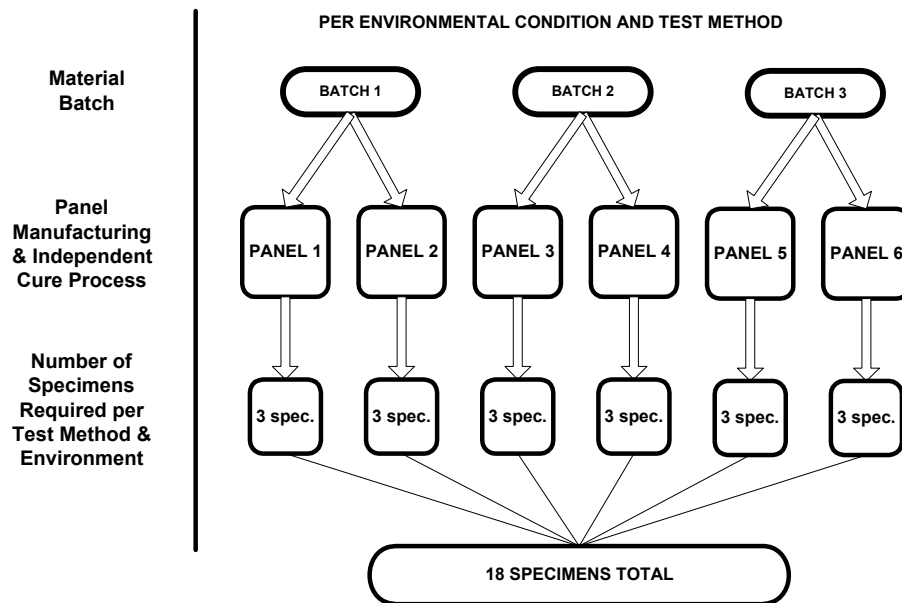 PER ENVIRONMENTAL CONDITION AND TEST METHOD
Material
Batch
BATCH 1
BATCH 2
BATCH 3
Panel
Manufacturing
& Independent
Cure Process
PANEL 1
PANEL 2
PANEL 3
PANEL 4
PANEL 5
PANEL 6
Number of
Specimens
Required per
Test Method &
Environment
3 spec.
3 spec.
3 spec.
3 spec.
3 spec.
3 spec.
18 SPECIMENS TOTAL